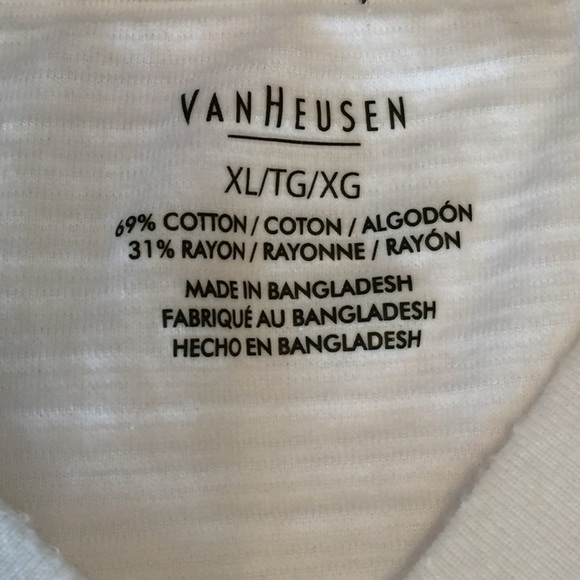 VANHEUSEN
XL/TG/XG
69% COTTON / COTON / ALGODÓN
31% RAYON / RAYONNE / RAYÓN
MADE IN BANGLADESH
FABRIQUÉ AU BANGLADESH
HECHO EN BANGLADESH